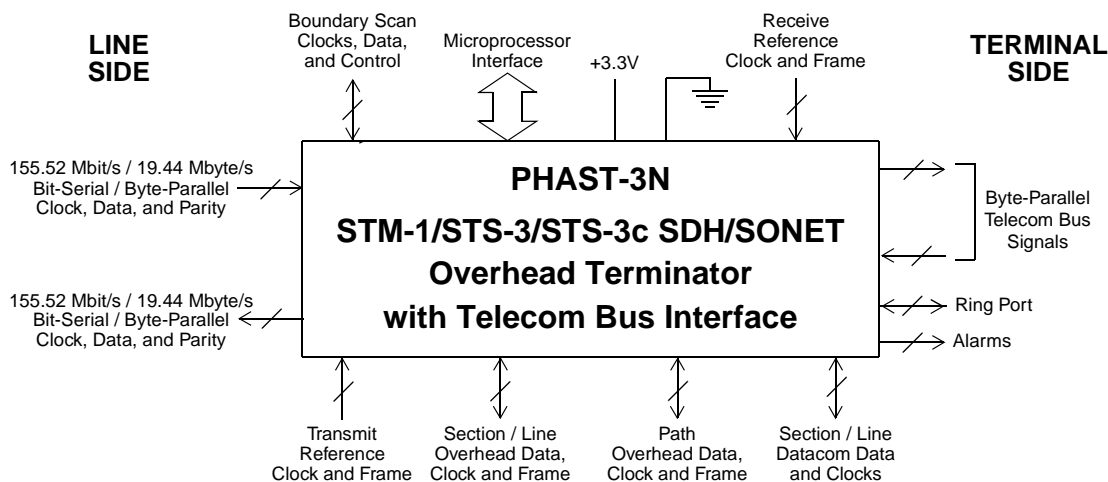 LINE
SIDE
Boundary Scan
Clocks, Data,
and Control
Microprocessor
Interface
+3.3V
Receive
Reference
Clock and Frame
TERMINAL
SIDE
155.52 Mbit/s / 19.44 Mbyte/s
Bit-Serial / Byte-Parallel
Clock, Data, and Parity
155.52 Mbit/s / 19.44 Mbyte/s
Bit-Serial / Byte-Parallel
Clock, Data, and Parity
PHAST-3N
STM-1/STS-3/STS-3c SDH/SONET
Overhead Terminator
with Telecom Bus Interface
Byte-Parallel
Telecom Bus
Signals
Ring Port
Alarms
Transmit
Reference
Clock and Frame
Section / Line
Overhead Data,
Clock and Frame
Path
Overhead Data,
Clock and Frame
Section / Line
Datacom Data
and Clocks